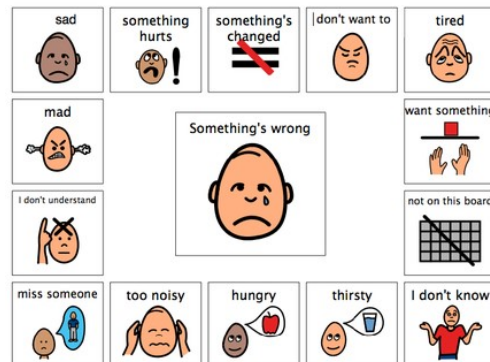 sad
something
hurts
something's
changed
I don't want to
tired
mad
Something's wrong
want something
I don't understand
not on this board
miss someone
too noisy
hungry
thirsty
I don't know